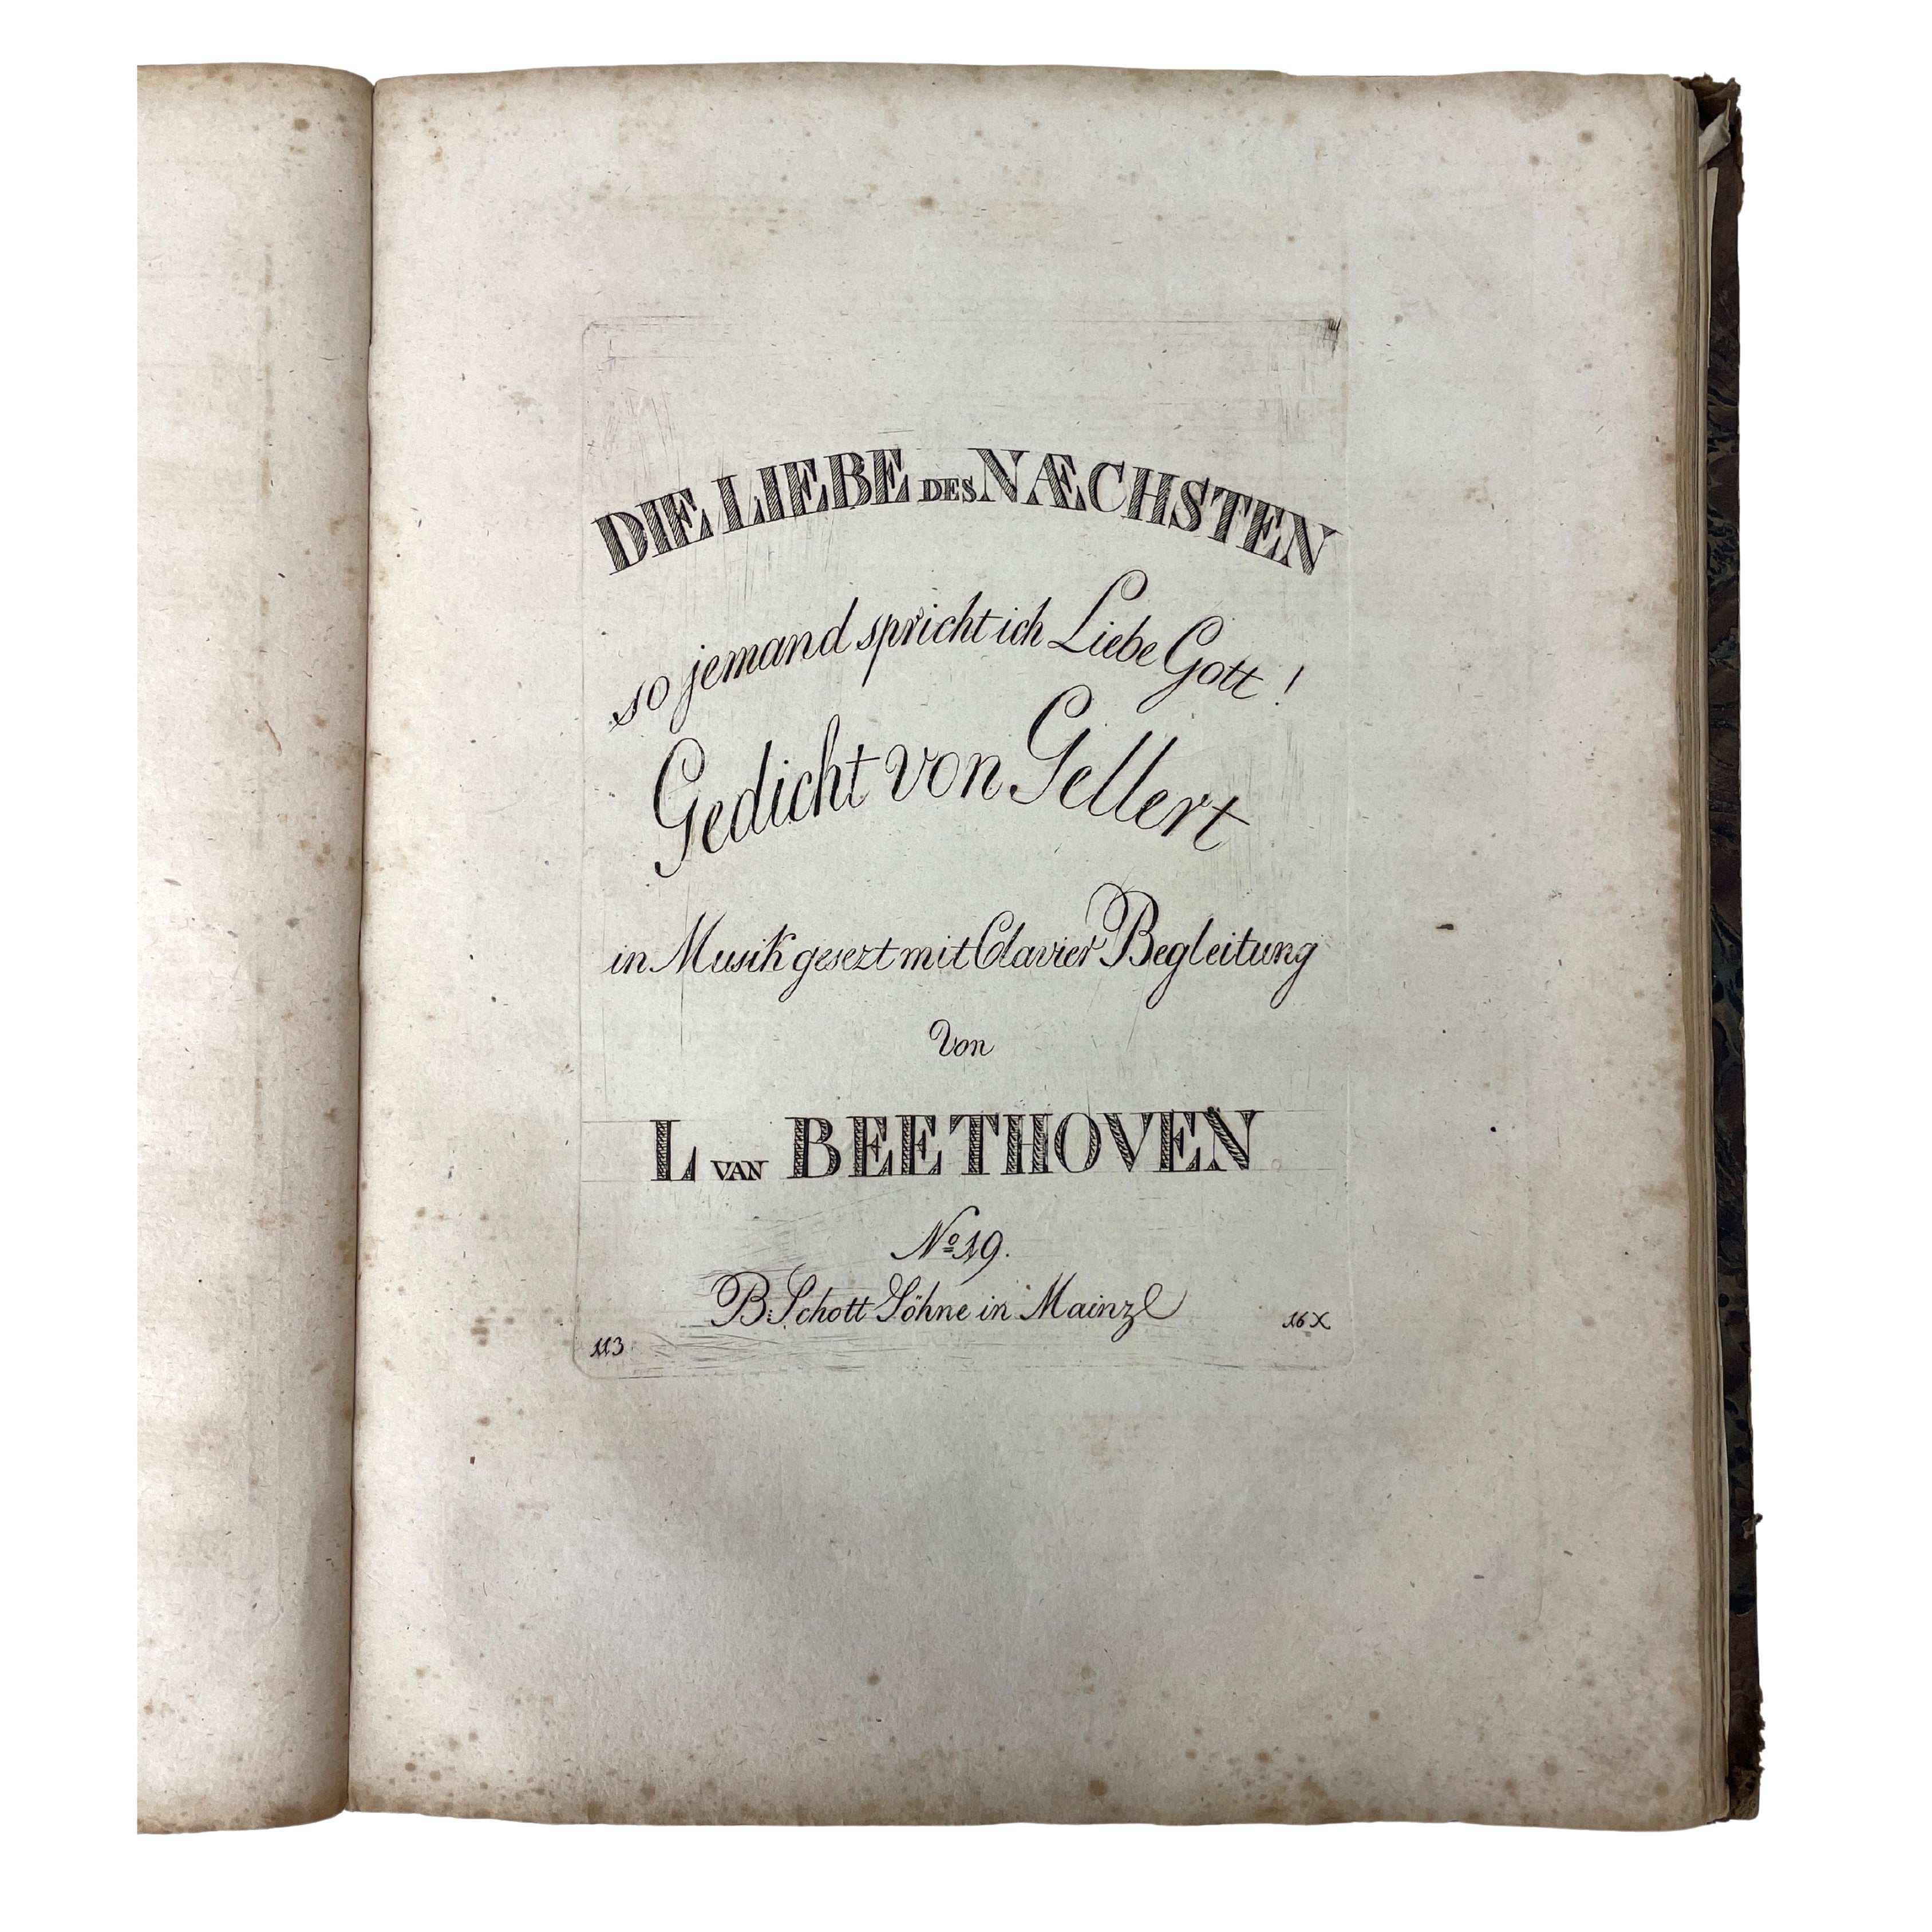 DIE LIEBE DES NÆCHSTEN
so jemand spricht ich Liebe Gott !
Gedicht von Gellert
in Musik gesezt mit Clavier Begleitung
Von
L VAN BEETHOVEN
No 19.
B: Schott Söhne in Mainz
113
16 X